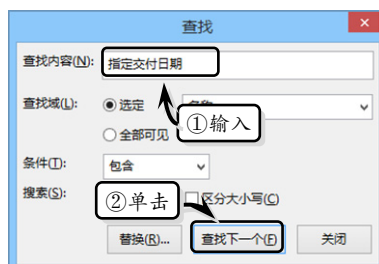 查找
查找内容(N): 指定交付日期
查找域(L): 选定
①输入
全部可见
条件(T): 包含
搜索(S):
②单击
区分大小写(C)
替换(R)... 查找下一个(F) 关闭